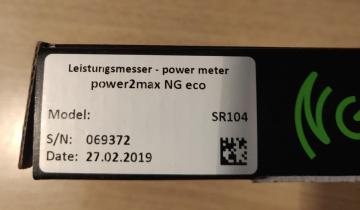 Leistungsmesser - power meter
power2max NG eco
Model: SR104
S/N: 069372
Date: 27.02.2019